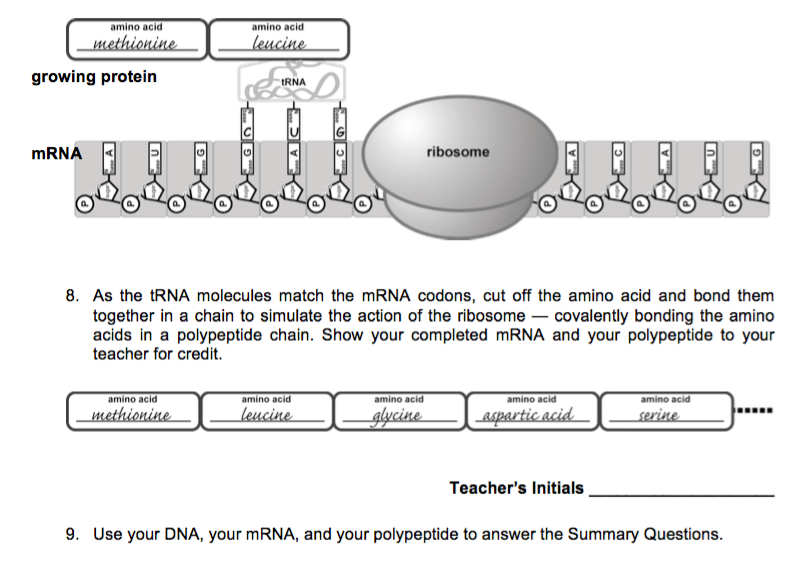 amino acid amino acid
methionine leucine
growing protein
tRNA
C U G
mRNA A U G G A C ribosome A C A U G
P P P P P P P P P P P P
8. As the tRNA molecules match the mRNA codons, cut off the amino acid and bond them
together in a chain to simulate the action of the ribosome — covalently bonding the amino
acids in a polypeptide chain. Show your completed mRNA and your polypeptide to your
teacher for credit.
amino acid amino acid amino acid amino acid amino acid
methionine leucine glycine aspartic acid serine
Teacher's Initials
9. Use your DNA, your mRNA, and your polypeptide to answer the Summary Questions.